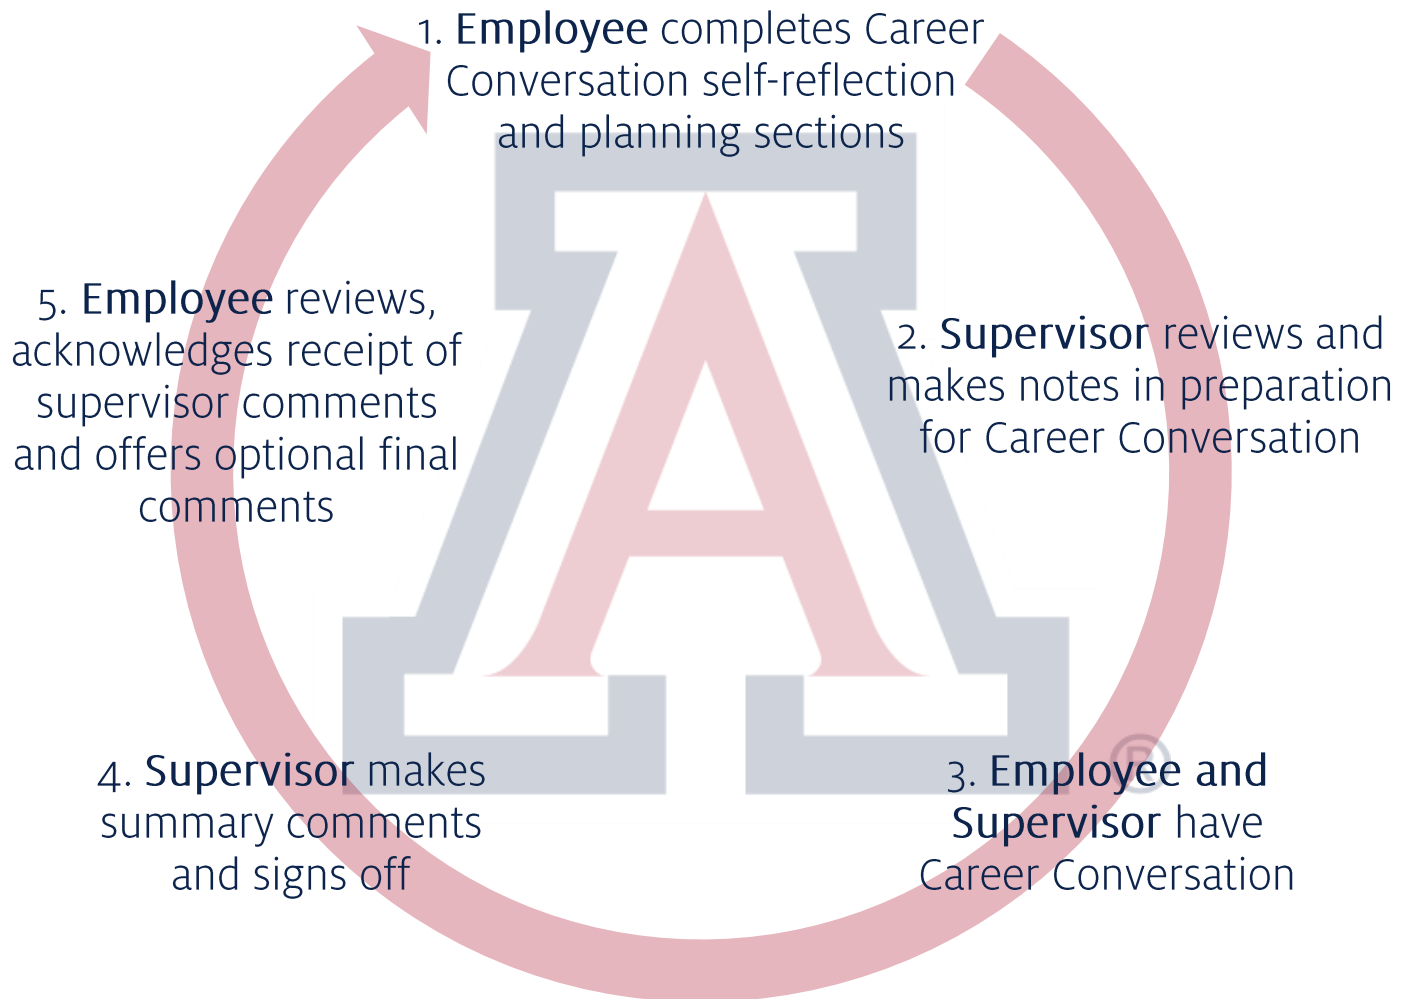 1. Employee completes Career
Conversation self-reflection
and planning sections
2. Supervisor reviews and
makes notes in preparation
for Career Conversation
3. Employee and
Supervisor have
Career Conversation
4. Supervisor makes
summary comments
and signs off
5. Employee reviews,
acknowledges receipt of
supervisor comments
and offers optional final
comments
A
®